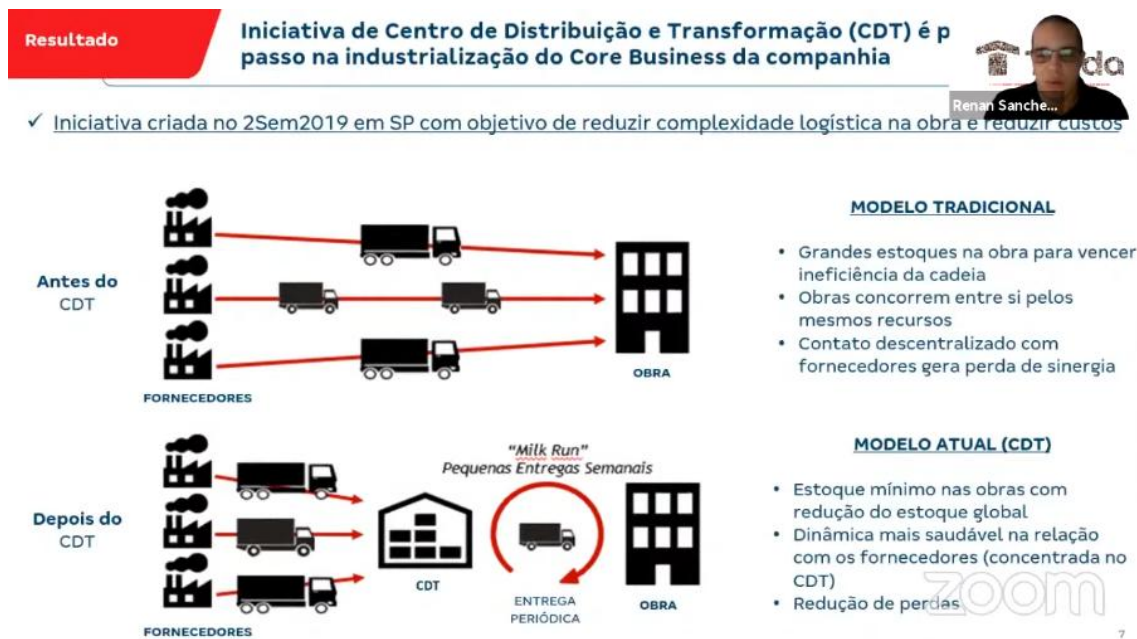 Resultado
Iniciativa de Centro de Distribuição e Transformação (CDT) é p
passo na industrialização do Core Business da companhia
Renan Sanche...
✓ Iniciativa criada no 2Sem2019 em SP com objetivo de reduzir complexidade logística na obra e reduzir custos
Antes do
CDT
FORNECEDORES
OBRA
MODELO TRADICIONAL
• Grandes estoques na obra para vencer
ineficiência da cadeia
• Obras concorrem entre si pelos
mesmos recursos
• Contato descentralizado com
fornecedores gera perda de sinergia
Depois do
CDT
FORNECEDORES
CDT
"Milk Run"
Pequenas Entregas Semanais
ENTREGA
PERIÓDICA
OBRA
MODELO ATUAL (CDT)
• Estoque mínimo nas obras com
redução do estoque global
• Dinâmica mais saudável na relação
com os fornecedores (concentrada no
CDT)
• Redução de perdas
zoom
7